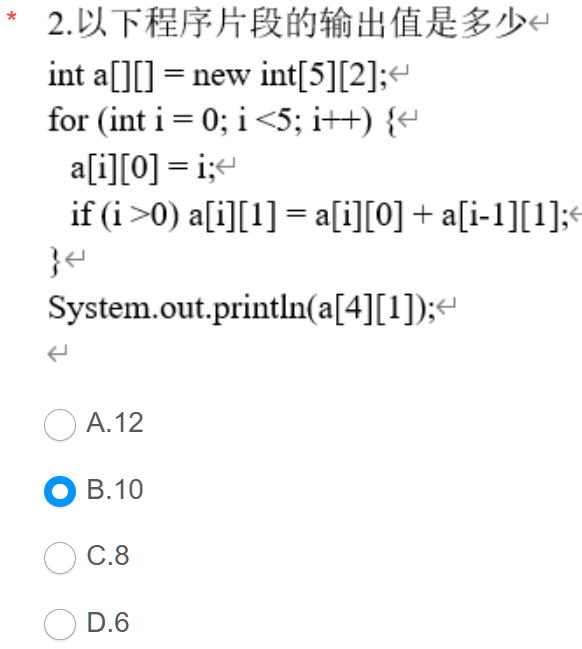 * 2.以下程序片段的输出值是多少↵
int a[][] = new int[5][2];↵
for (int i = 0; i <5; i++) {↵
a[i][0] = i;↵
if (i >0) a[i][1] = a[i][0] + a[i-1][1];↵
}↵
System.out.println(a[4][1]);↵
↵
A.12
B.10
C.8
D.6